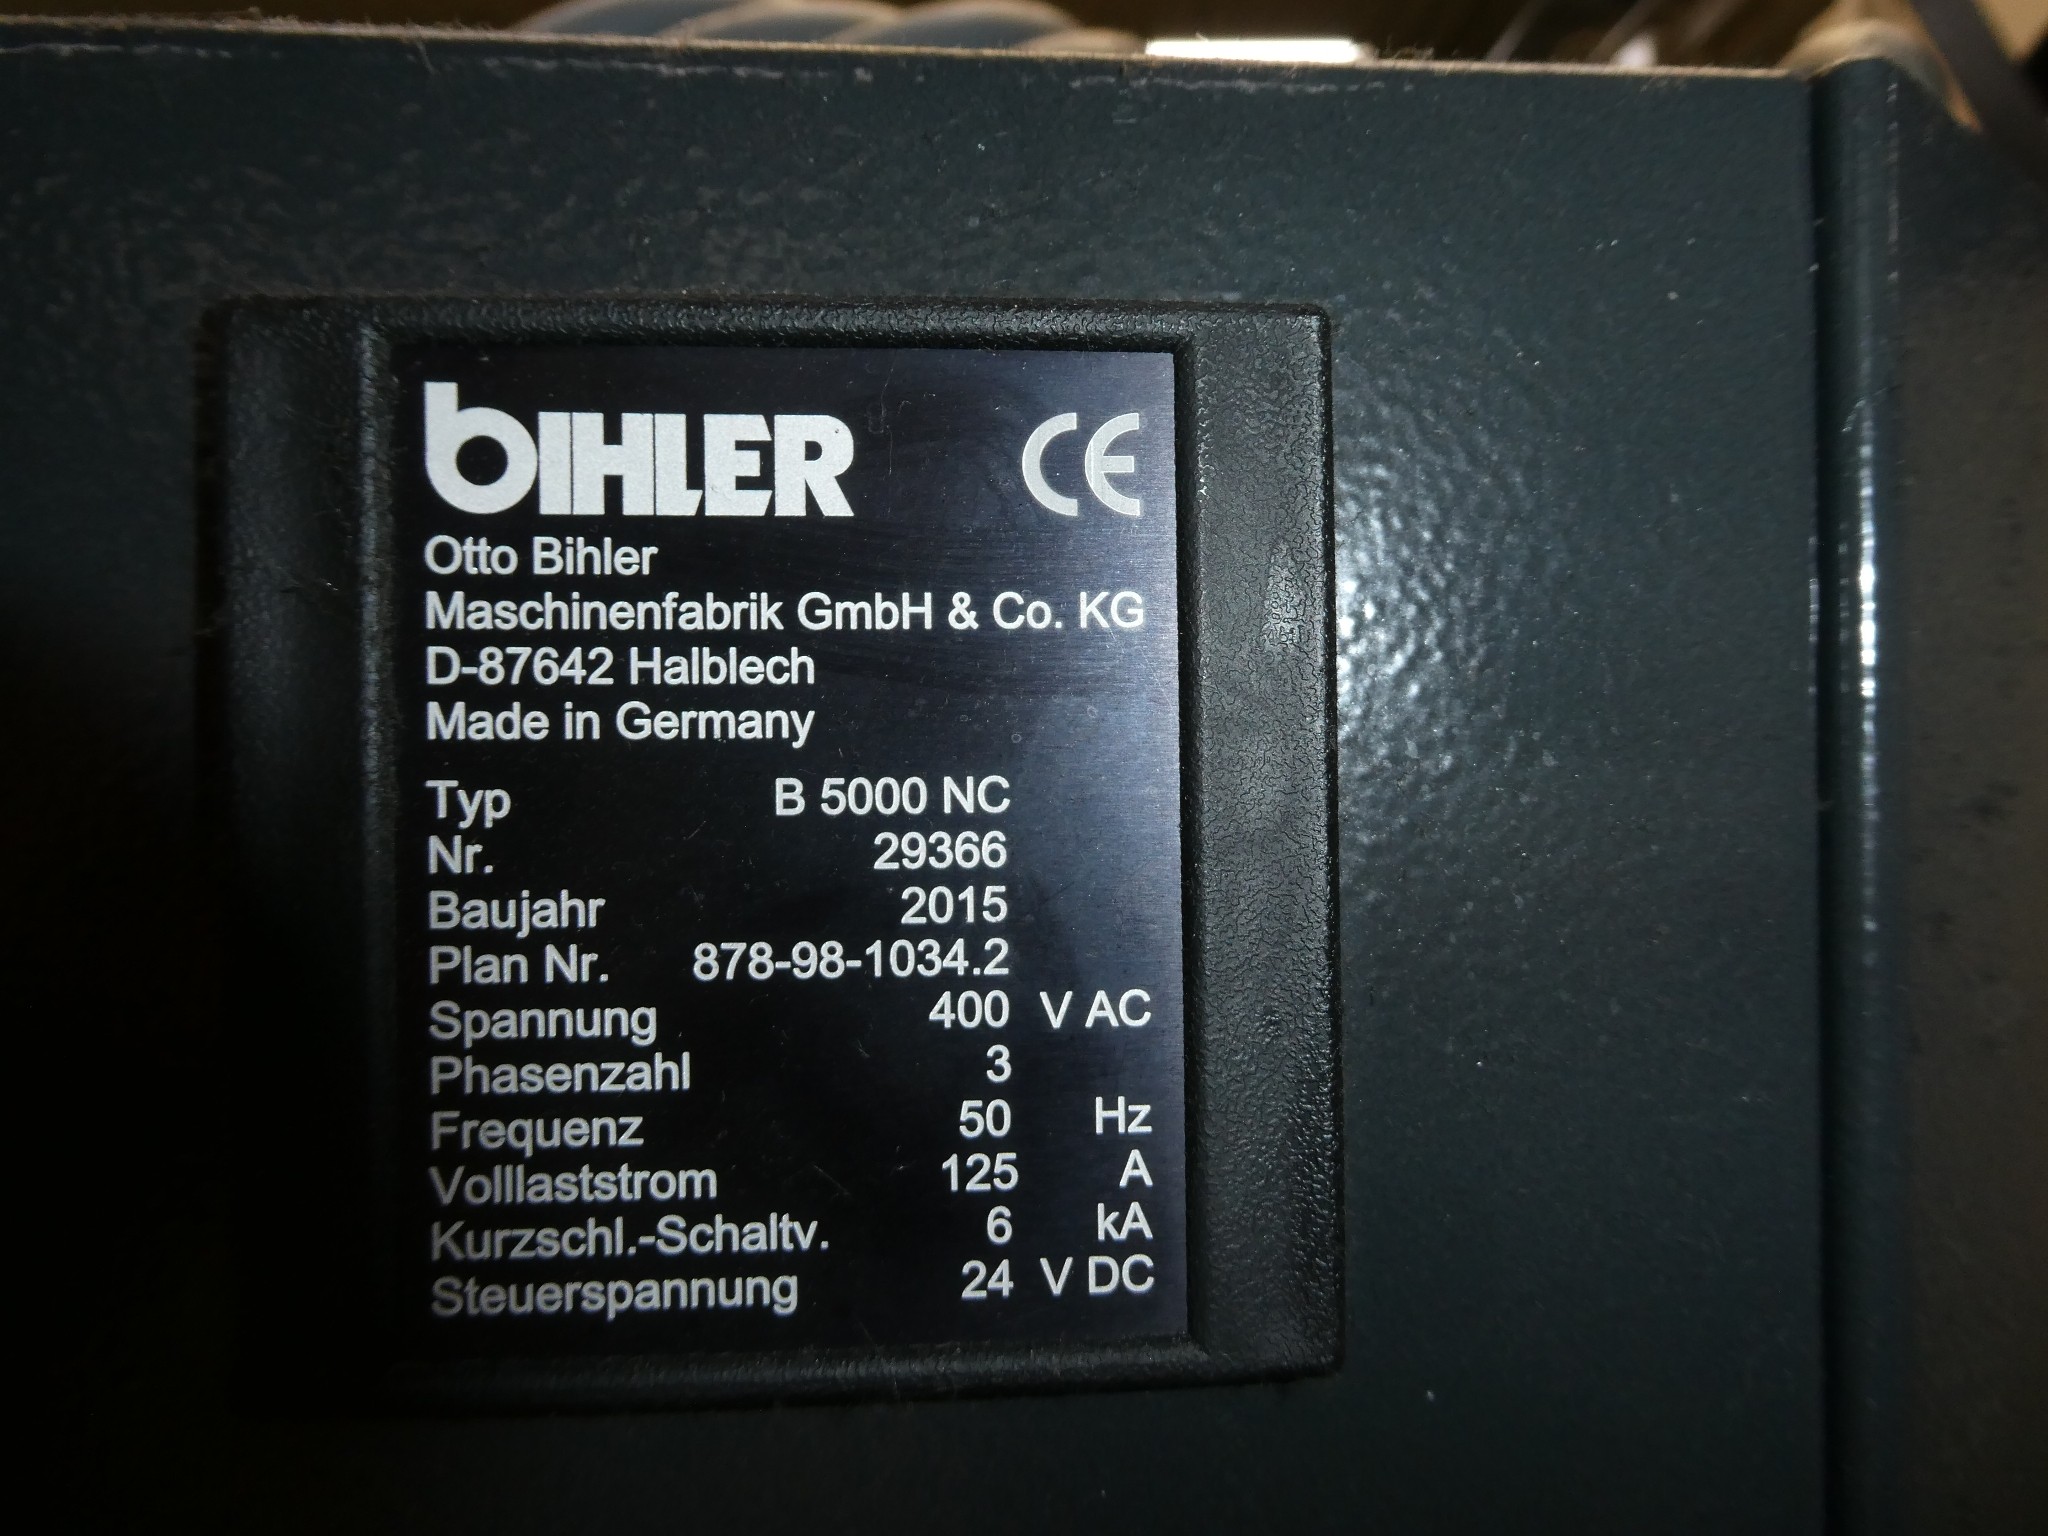 bIHLER CE
Otto Bihler
Maschinenfabrik GmbH & Co. KG
D-87642 Halblech
Made in Germany
Typ B 5000 NC
Nr. 29366
Baujahr 2015
Plan Nr. 878-98-1034.2
Spannung 400 V AC
Phasenzahl 3
Frequenz 50 Hz
Volllaststrom 125 A
Kurzschl.-Schaltv. 6 kA
Steuerspannung 24 V DC